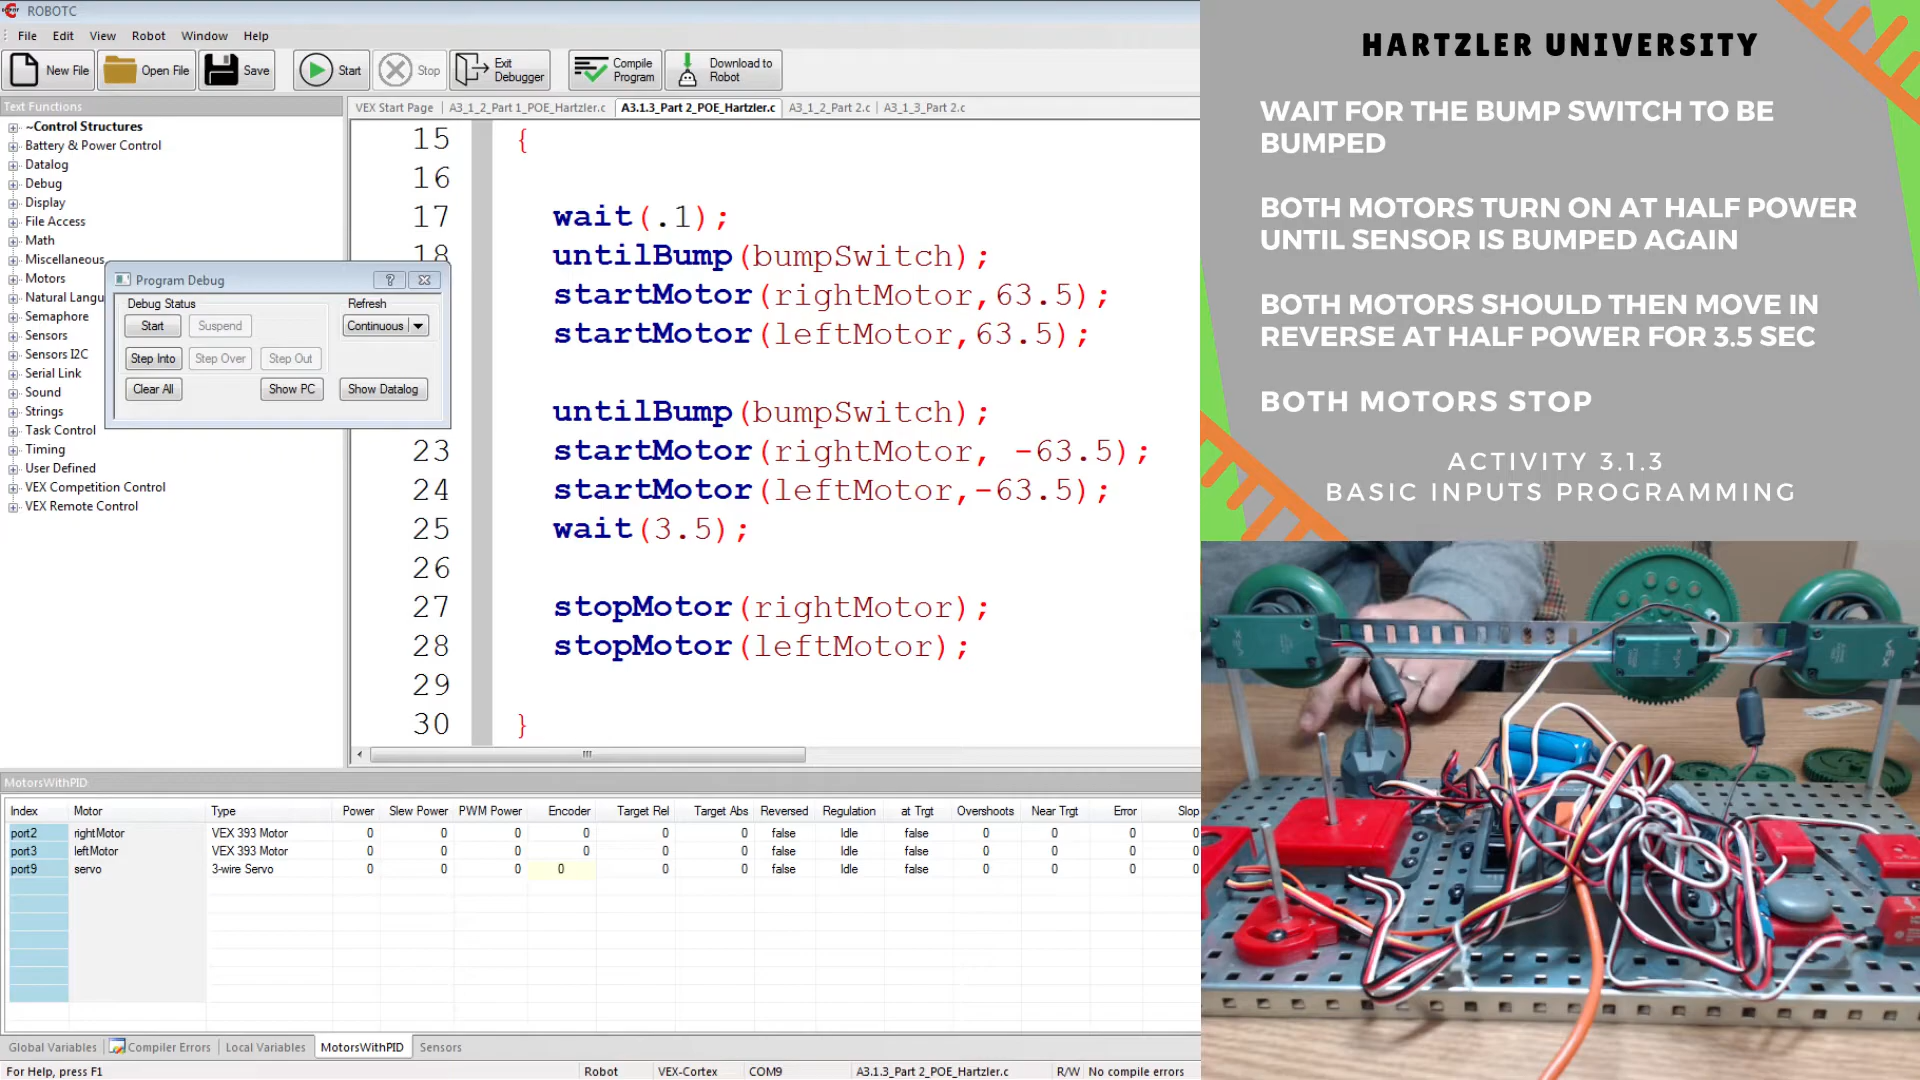 ROBOTC
File Edit View Robot Window Help
New File Open File Save Start Stop Exit Debugger Compile Program Download to Robot
Text Functions
VEX Start Page A3_1_2_Part 1_POE_Hartzler.c A3.1.3_Part 2_POE_Hartzler.c A3_1_2_Part 2.c A3_1_3_Part 2.c
~Control Structures
Battery & Power Control
Datalog
Debug
Display
File Access
Math
Miscellaneous
Motors
Natural Langu
Semaphore
Sensors
Sensors I2C
Serial Link
Sound
Strings
Task Control
Timing
User Defined
VEX Competition Control
VEX Remote Control
Program Debug
Debug Status Refresh
Start Suspend Continuous
Step Into Step Over Step Out
Clear All Show PC Show Datalog
15 {
16
17 wait(.1);
18 untilBump(bumpSwitch);
startMotor(rightMotor,63.5);
startMotor(leftMotor,63.5);
untilBump(bumpSwitch);
23 startMotor(rightMotor, -63.5);
24 startMotor(leftMotor,-63.5);
25 wait(3.5);
26
27 stopMotor(rightMotor);
28 stopMotor(leftMotor);
29
30 }
MotorsWithPID
Index Motor Type Power Slew Power PWM Power Encoder Target Rel Target Abs Reversed Regulation at Trgt Overshoots Near Trgt Error Slop
port2 rightMotor VEX 393 Motor 0 0 0 0 0 0 false Idle false 0 0 0 0
port3 leftMotor VEX 393 Motor 0 0 0 0 0 0 false Idle false 0 0 0 0
port9 servo 3-wire Servo 0 0 0 0 0 0 false Idle false 0 0 0 0
Global Variables Compiler Errors Local Variables MotorsWithPID Sensors
For Help, press F1 Robot VEX-Cortex COM9 A3.1.3_Part 2_POE_Hartzler.c R/W No compile errors
HARTZLER UNIVERSITY
WAIT FOR THE BUMP SWITCH TO BE
BUMPED
BOTH MOTORS TURN ON AT HALF POWER
UNTIL SENSOR IS BUMPED AGAIN
BOTH MOTORS SHOULD THEN MOVE IN
REVERSE AT HALF POWER FOR 3.5 SEC
BOTH MOTORS STOP
ACTIVITY 3.1.3
BASIC INPUTS PROGRAMMING
VEX
VEX
VEX